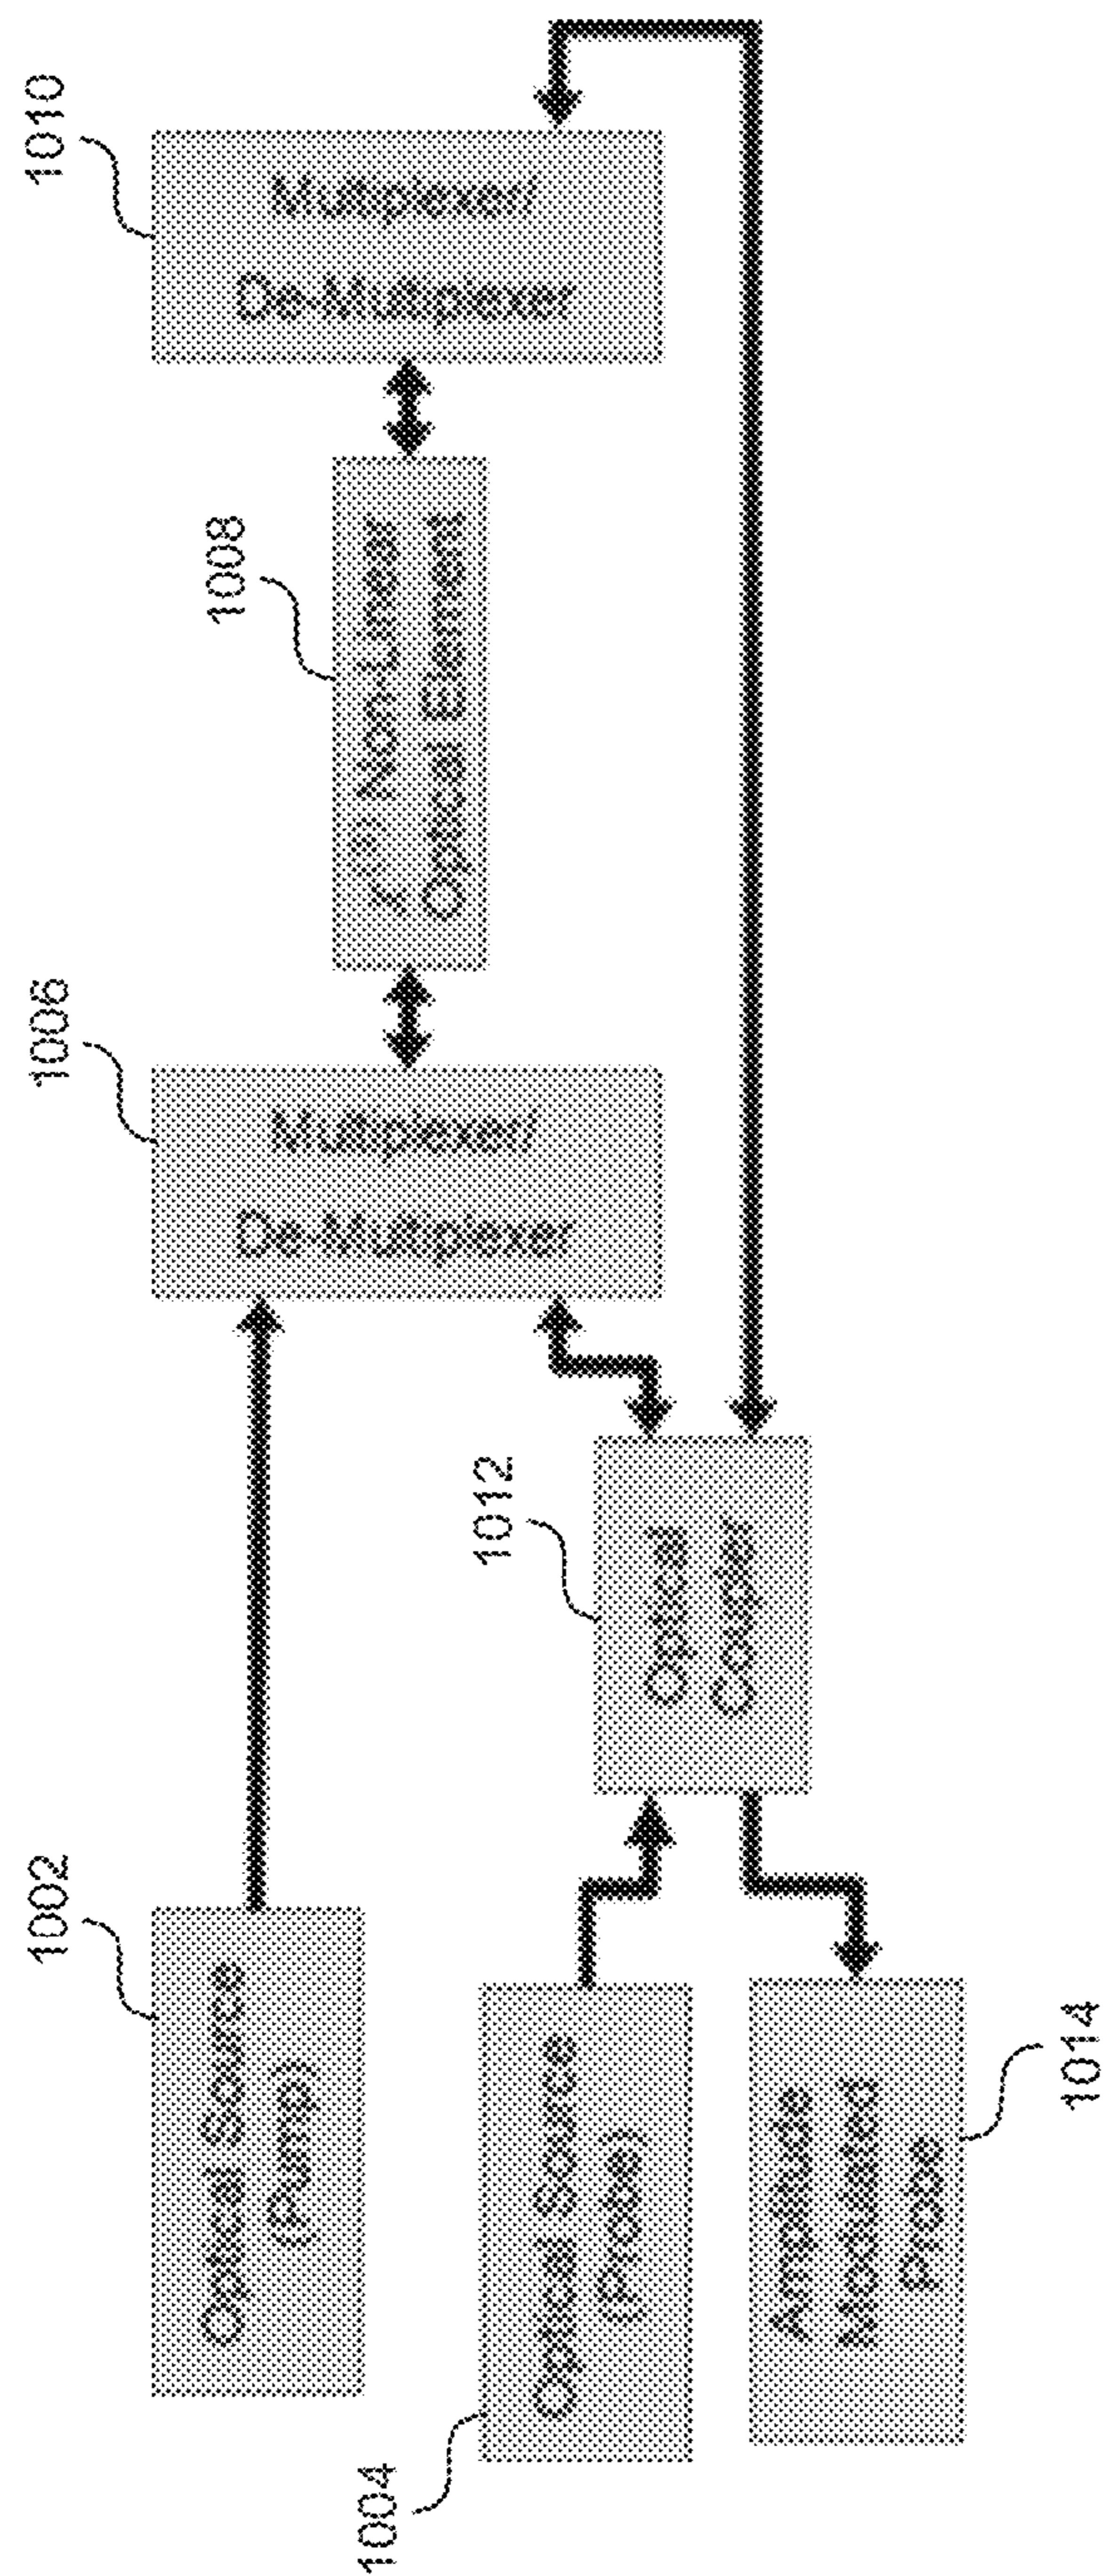 1002
Optical Source
(Pump)
1006
Multiplexer/
De-Multiplexer
1008
Non-Linear
Optical Element
1010
Multiplexer/
De-Multiplexer
1004
Optical Source
(Probe)
1012
Optical
Coupler
Amplitude
Modulated
Probe
1014